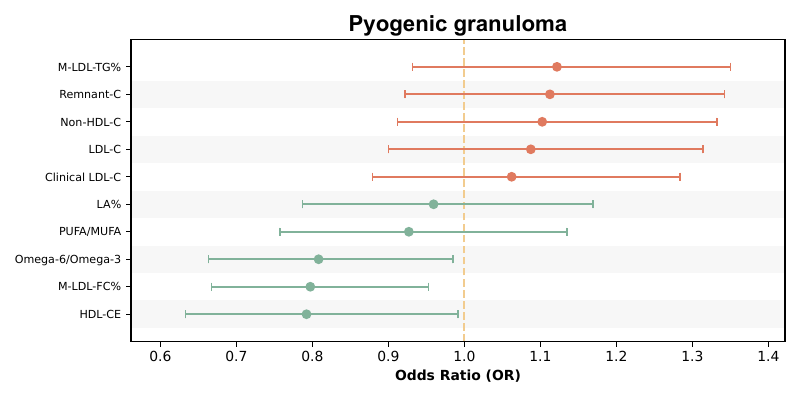 Pyogenic granuloma
M-LDL-TG%
Remnant-C
Non-HDL-C
LDL-C
Clinical LDL-C
LA%
PUFA/MUFA
Omega-6/Omega-3
M-LDL-FC%
HDL-CE
0.6 0.7 0.8 0.9 1.0 1.1 1.2 1.3 1.4
Odds Ratio (OR)